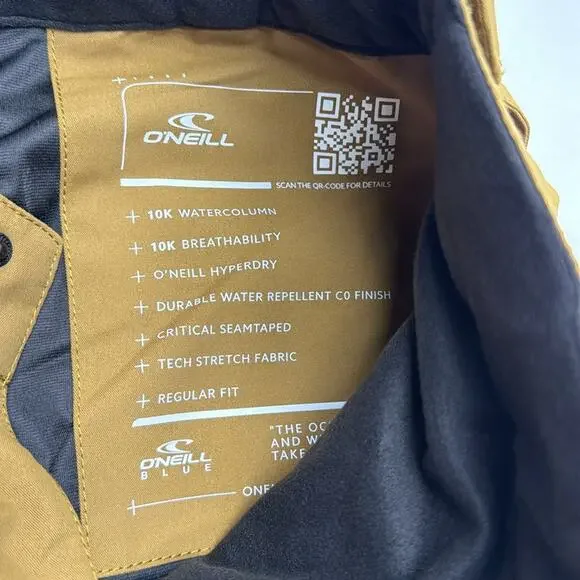 O'NEILL
SCAN THE QR-CODE FOR DETAILS
+ 10K WATERCOLUMN
+ 10K BREATHABILITY
+ O'NEILL HYPERDRY
+ DURABLE WATER REPELLENT C0 FINISH
+ CRITICAL SEAMTAPED
+ TECH STRETCH FABRIC
+ REGULAR FIT
O'NEILL
BLUE
"THE OC
AND W
TAKE
ONE